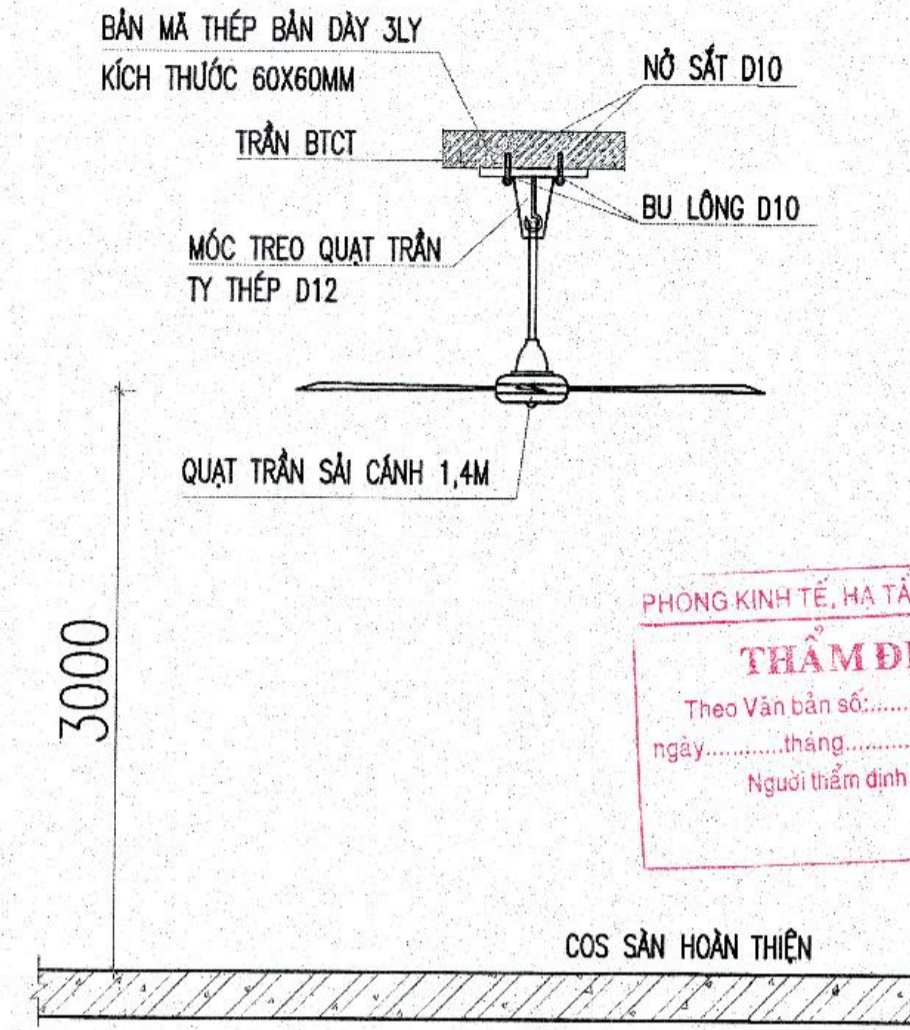 BẢN MÃ THÉP BẢN DÀY 3LY
KÍCH THƯỚC 60X60MM
NỞ SẮT D10
TRẦN BTCT
BU LÔNG D10
MÓC TREO QUẠT TRẦN
TY THÉP D12
QUẠT TRẦN SẢI CÁNH 1,4M
3000
PHÒNG KINH TẾ, HẠ TẦ
THẨM ĐỊ
Theo Văn bản số:........
ngày............tháng...........
Người thẩm định
COS SÀN HOÀN THIỆN